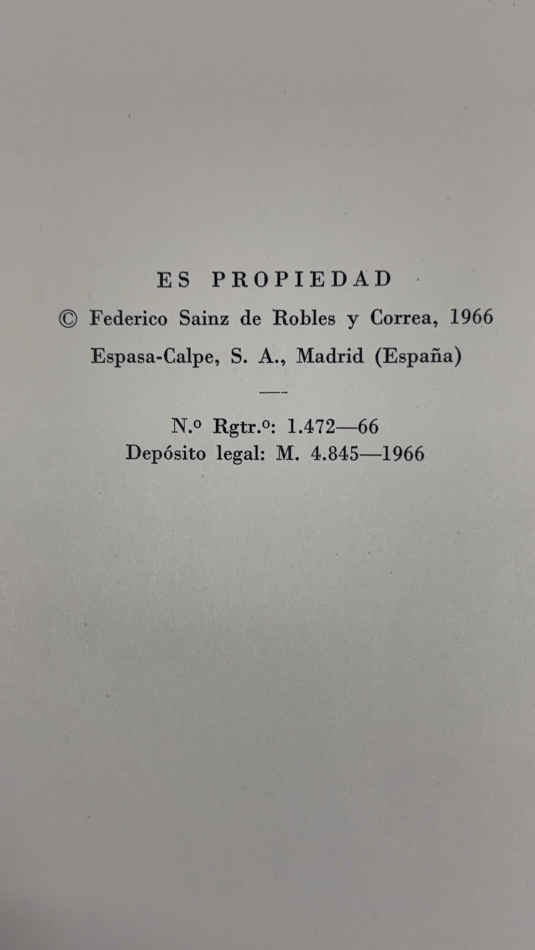 ES PROPIEDAD
© Federico Sainz de Robles y Correa, 1966
Espasa-Calpe, S. A., Madrid (España)
N.º Rgtr.º: 1.472—66
Depósito legal: M. 4.845—1966